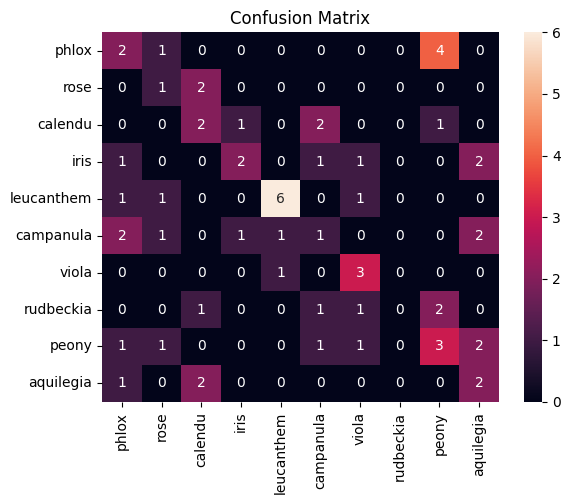 Confusion Matrix
phlox 2 1 0 0 0 0 0 0 4 0
rose 0 1 2 0 0 0 0 0 0 0
calendu 0 0 2 1 0 2 0 0 1 0
iris 1 0 0 2 0 1 1 0 0 2
leucanthem 1 1 0 0 6 0 1 0 0 0
campanula 2 1 0 1 1 1 0 0 0 2
viola 0 0 0 0 1 0 3 0 0 0
rudbeckia 0 0 1 0 0 1 1 0 2 0
peony 1 1 0 0 0 1 1 0 3 2
aquilegia 1 0 2 0 0 0 0 0 0 2
phlox rose calendu iris leucanthem campanula viola rudbeckia peony aquilegia
6
5
4
3
2
1
0